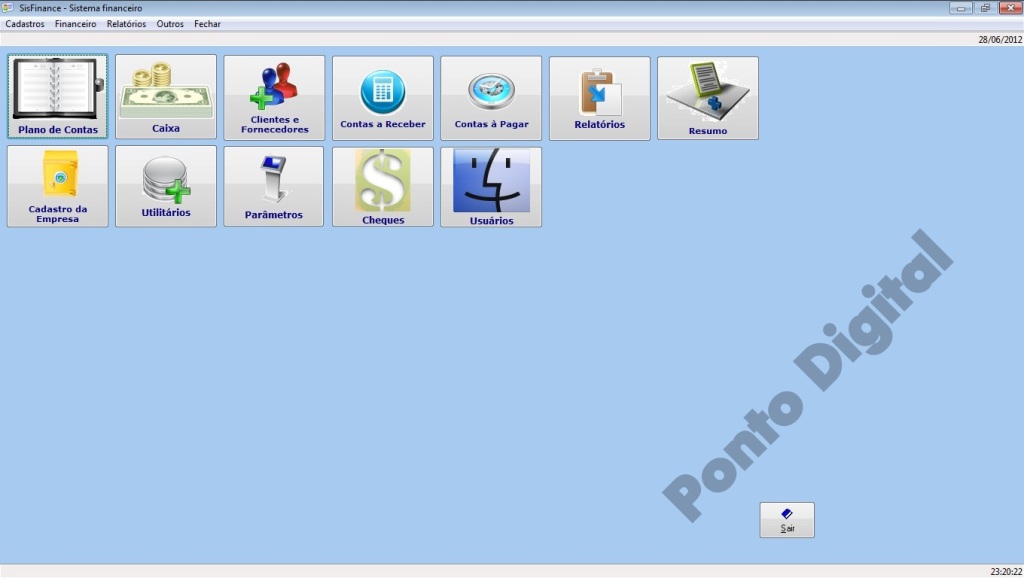 SisFinance - Sistema financeiro
Cadastros Financeiro Relatórios Outros Fechar
28/06/2012
Plano de Contas
Caixa
Clientes e
Fornecedores
Contas a Receber
Contas à Pagar
Relatórios
Resumo
Cadastro da
Empresa
Utilitários
Parâmetros
Cheques
Usuários
Ponto Digital
Sair
23:20:22